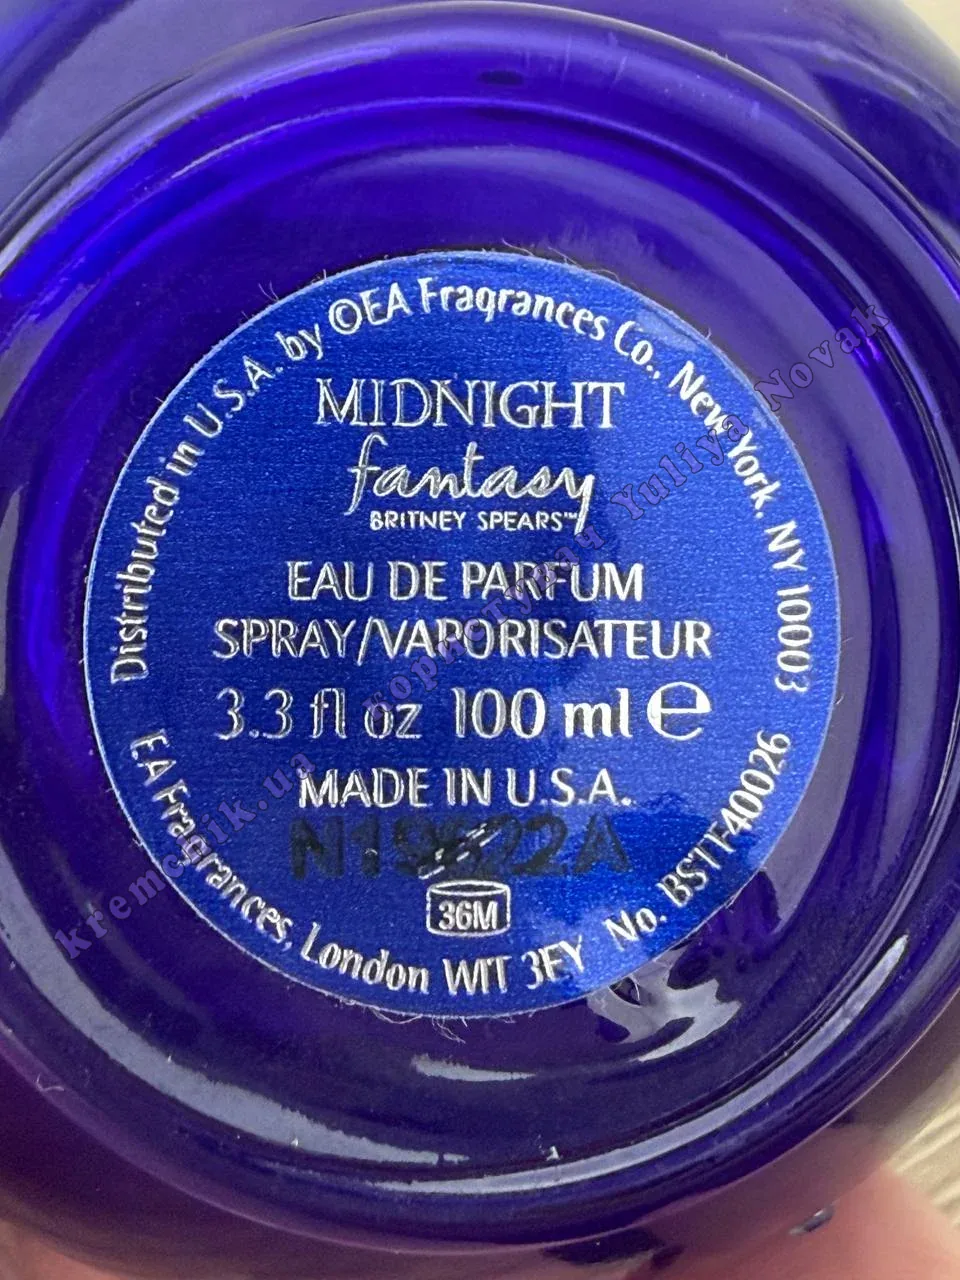 Distributed in U.S.A. by ©EA Fragrances Co., New York, NY 10003
MIDNIGHT
fantasy
BRITNEY SPEARS™
EAU DE PARFUM
SPRAY/VAPORISATEUR
3.3 fl oz 100 ml ℮
MADE IN U.S.A.
36M
EA Fragrances, London W1T 3EY No. BSTF40026
kremchik.ua Yuliya Novak